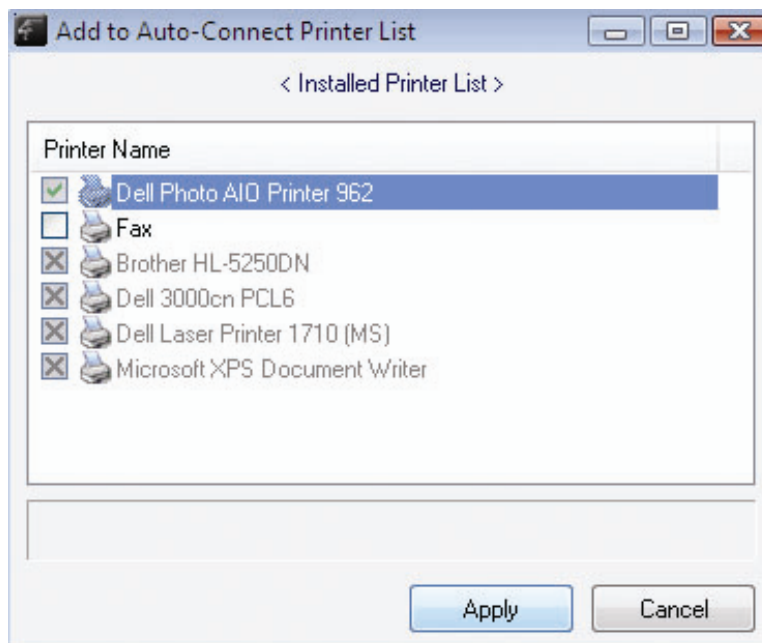 Add to Auto-Connect Printer List
< Installed Printer List >
Printer Name
Dell Photo AIO Printer 962
Fax
Brother HL-5250DN
Dell 3000cn PCL6
Dell Laser Printer 1710 (MS)
Microsoft XPS Document Writer
Apply
Cancel